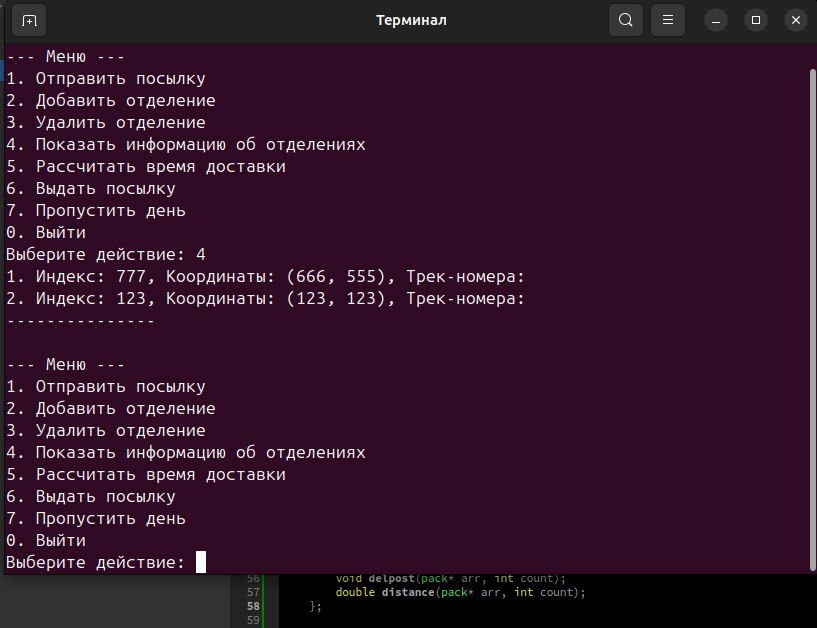 Терминал
--- Меню ---
1. Отправить посылку
2. Добавить отделение
3. Удалить отделение
4. Показать информацию об отделениях
5. Рассчитать время доставки
6. Выдать посылку
7. Пропустить день
0. Выйти
Выберите действие: 4
1. Индекс: 777, Координаты: (666, 555), Трек-номера:
2. Индекс: 123, Координаты: (123, 123), Трек-номера:
---------------
--- Меню ---
1. Отправить посылку
2. Добавить отделение
3. Удалить отделение
4. Показать информацию об отделениях
5. Рассчитать время доставки
6. Выдать посылку
7. Пропустить день
0. Выйти
Выберите действие:
56 void delpost(pack* arr, int count);
57 double distance(pack* arr, int count);
58 };
59